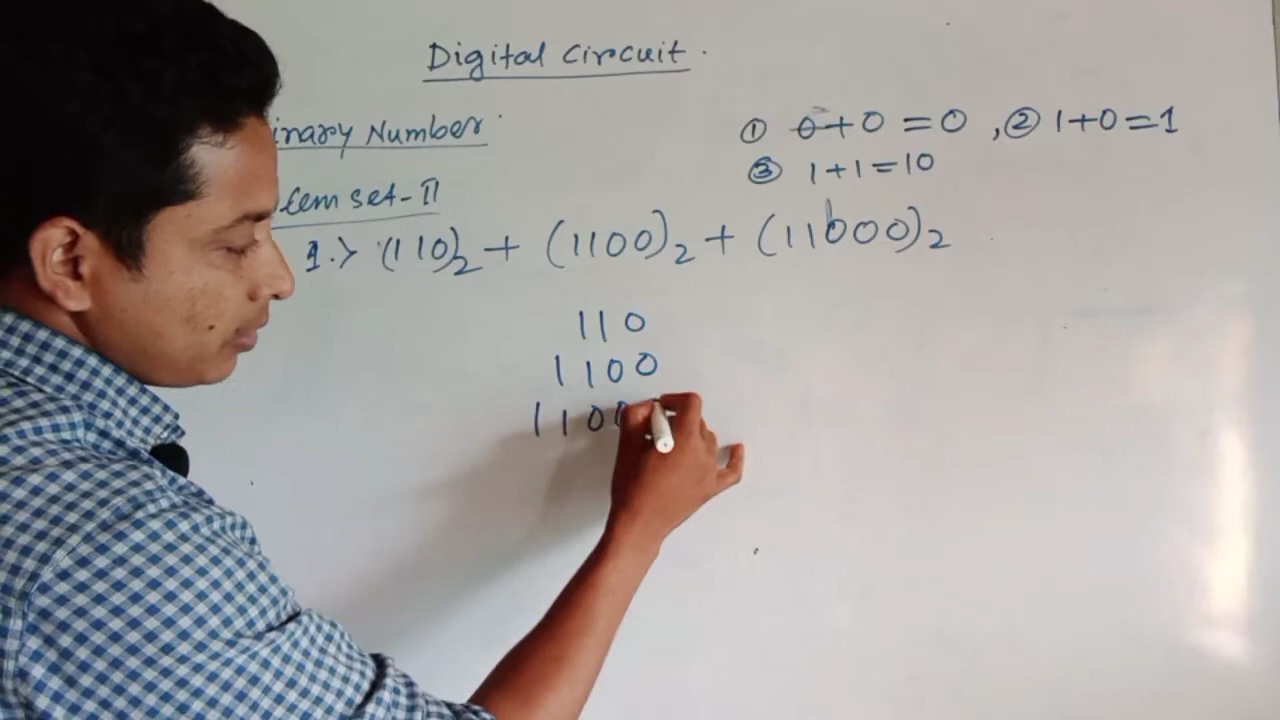 Digital Circuit.
inary Number
① 0+0=0, ② 1+0=1
③ 1+1=10
lem set-II
1.> (110)₂ + (1100)₂ + (11000)₂
110
1100
1100